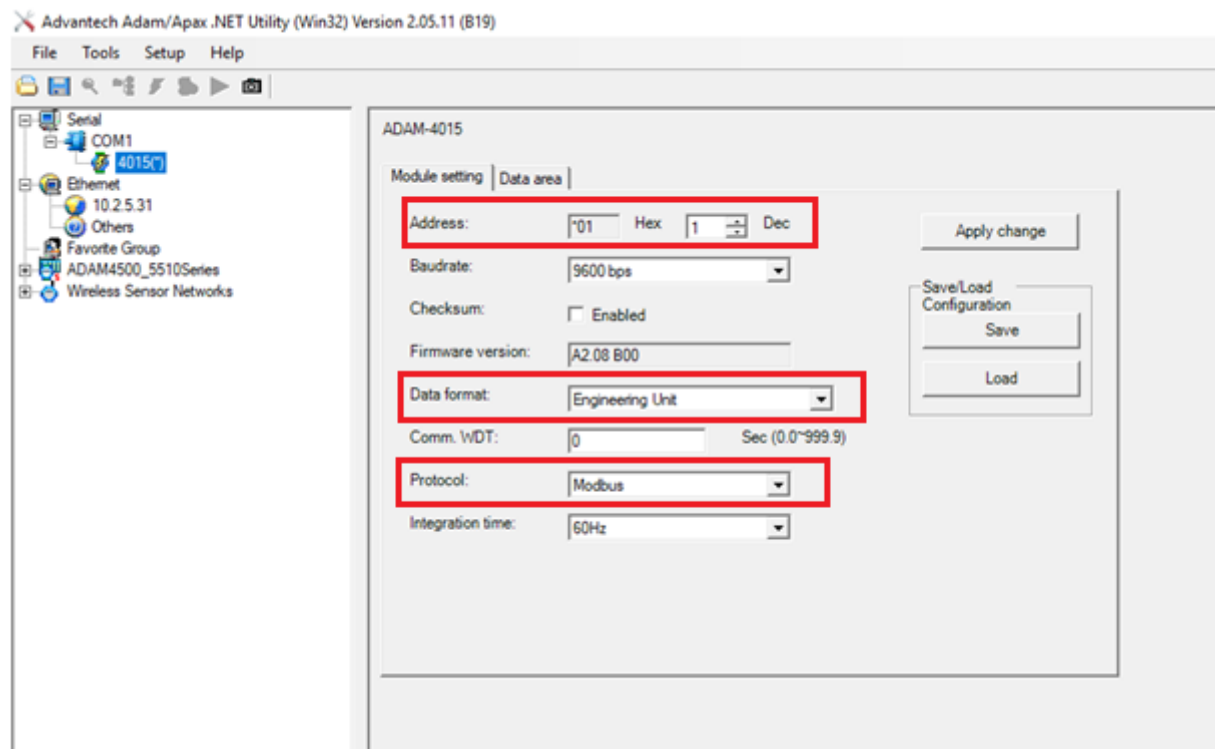 Advantech Adam/Apax .NET Utility (Win32) Version 2.05.11 (B19)
File Tools Setup Help
Serial
COM1
4015(*)
Ethernet
10.2.5.31
Others
Favorite Group
ADAM4500_5510Series
Wireless Sensor Networks
ADAM-4015
Module setting Data area
Address: *01 Hex 1 Dec
Apply change
Baudrate: 9600 bps
Save/Load
Configuration
Checksum: Enabled
Save
Firmware version: A2.08 B00
Load
Data format: Engineering Unit
Comm. WDT: 0 Sec (0.0~999.9)
Protocol: Modbus
Integration time: 60Hz